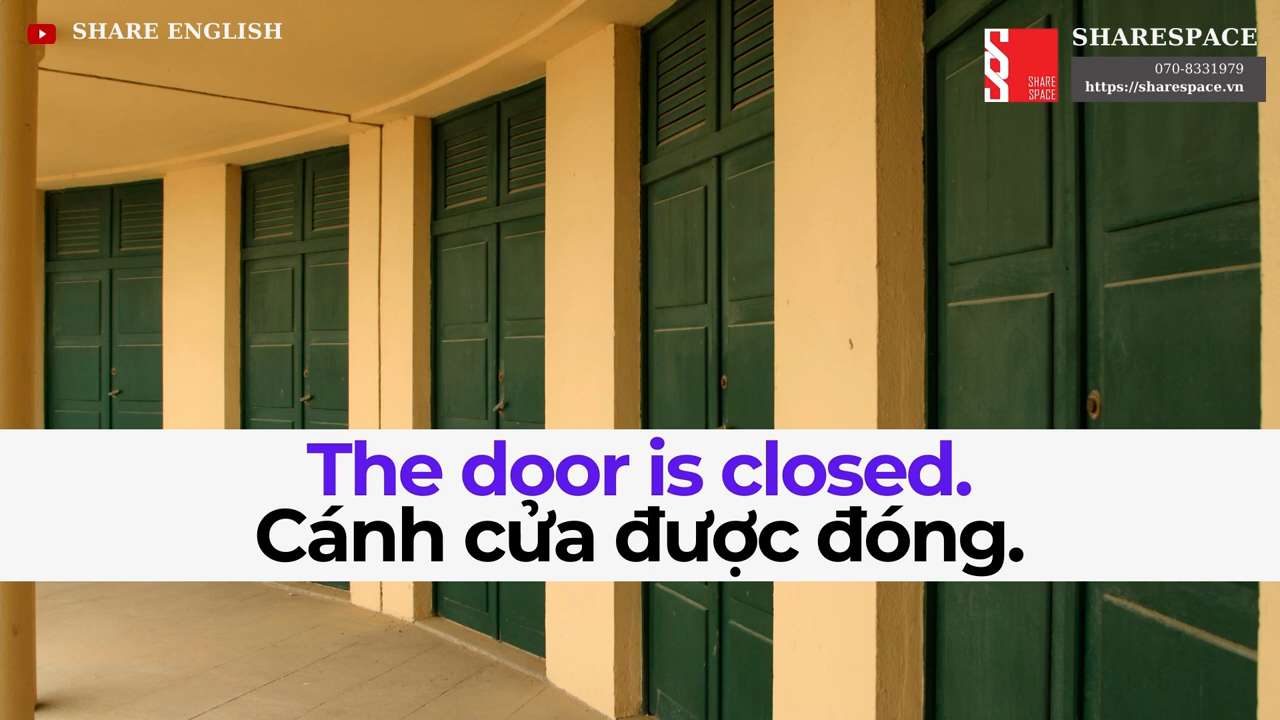 SHARE ENGLISH
SHARESPACE
070-8331979
https://sharespace.vn
SHARE
SPACE
The door is closed.
Cánh cửa được đóng.